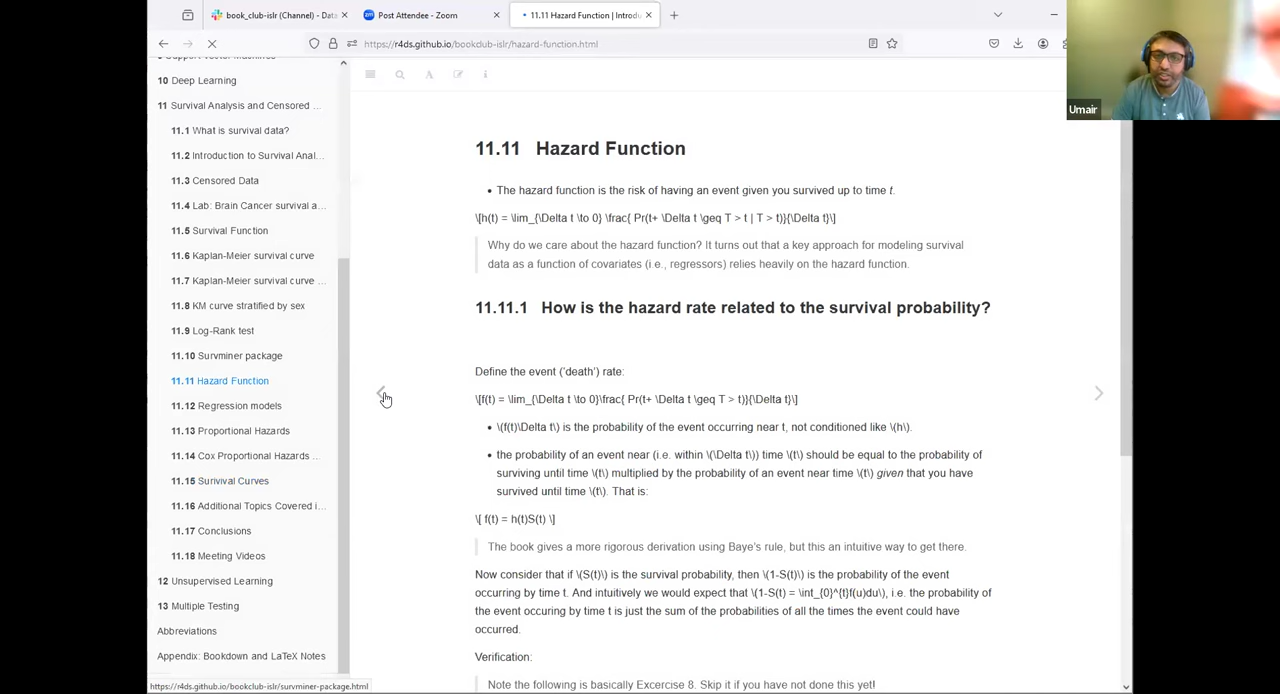 book_club-islr (Channel) - Dat
Post Attendee - Zoom
11.11 Hazard Function | Introdu
https://r4ds.github.io/bookclub-islr/hazard-function.html
Umair
10 Deep Learning
11 Survival Analysis and Censored ...
11.1 What is survival data?
11.2 Introduction to Survival Anal...
11.3 Censored Data
11.4 Lab: Brain Cancer survival a...
11.5 Survival Function
11.6 Kaplan-Meier survival curve
11.7 Kaplan-Meier survival curve ...
11.8 KM curve stratified by sex
11.9 Log-Rank test
11.10 Survminer package
11.11 Hazard Function
11.12 Regression models
11.13 Proportional Hazards
11.14 Cox Proportional Hazards ...
11.15 Surivival Curves
11.16 Additional Topics Covered i...
11.17 Conclusions
11.18 Meeting Videos
12 Unsupervised Learning
13 Multiple Testing
Abbreviations
Appendix: Bookdown and LaTeX Notes
https://r4ds.github.io/bookclub-islr/survminer-package.html
11.11 Hazard Function
• The hazard function is the risk of having an event given you survived up to time t.
\[h(t) = \lim_{\Delta t \to 0} \frac{ Pr(t+ \Delta t \geq T > t | T > t)}{\Delta t}\]
Why do we care about the hazard function? It turns out that a key approach for modeling survival
data as a function of covariates (i.e., regressors) relies heavily on the hazard function.
11.11.1 How is the hazard rate related to the survival probability?
Define the event ('death') rate:
\[f(t) = \lim_{\Delta t \to 0}\frac{ Pr(t+ \Delta t \geq T > t)}{\Delta t}\]
• \(f(t)\Delta t\) is the probability of the event occurring near t, not conditioned like \(h\).
• the probability of an event near (i.e. within \(\Delta t\)) time \(t\) should be equal to the probability of
surviving until time \(t\) multiplied by the probability of an event near time \(t\) given that you have
survived until time \(t\). That is:
\[ f(t) = h(t)S(t) \]
The book gives a more rigorous derivation using Baye's rule, but this an intuitive way to get there.
Now consider that if \(S(t)\) is the survival probability, then \(1-S(t)\) is the probability of the event
occurring by time t. And intuitively we would expect that \(1-S(t) = \int_{0}^{t}f(u)du\), i.e. the probability of
the event occuring by time t is just the sum of the probabilities of all the times the event could have
occurred.
Verification:
Note the following is basically Excercise 8. Skip it if you have not done this yet!